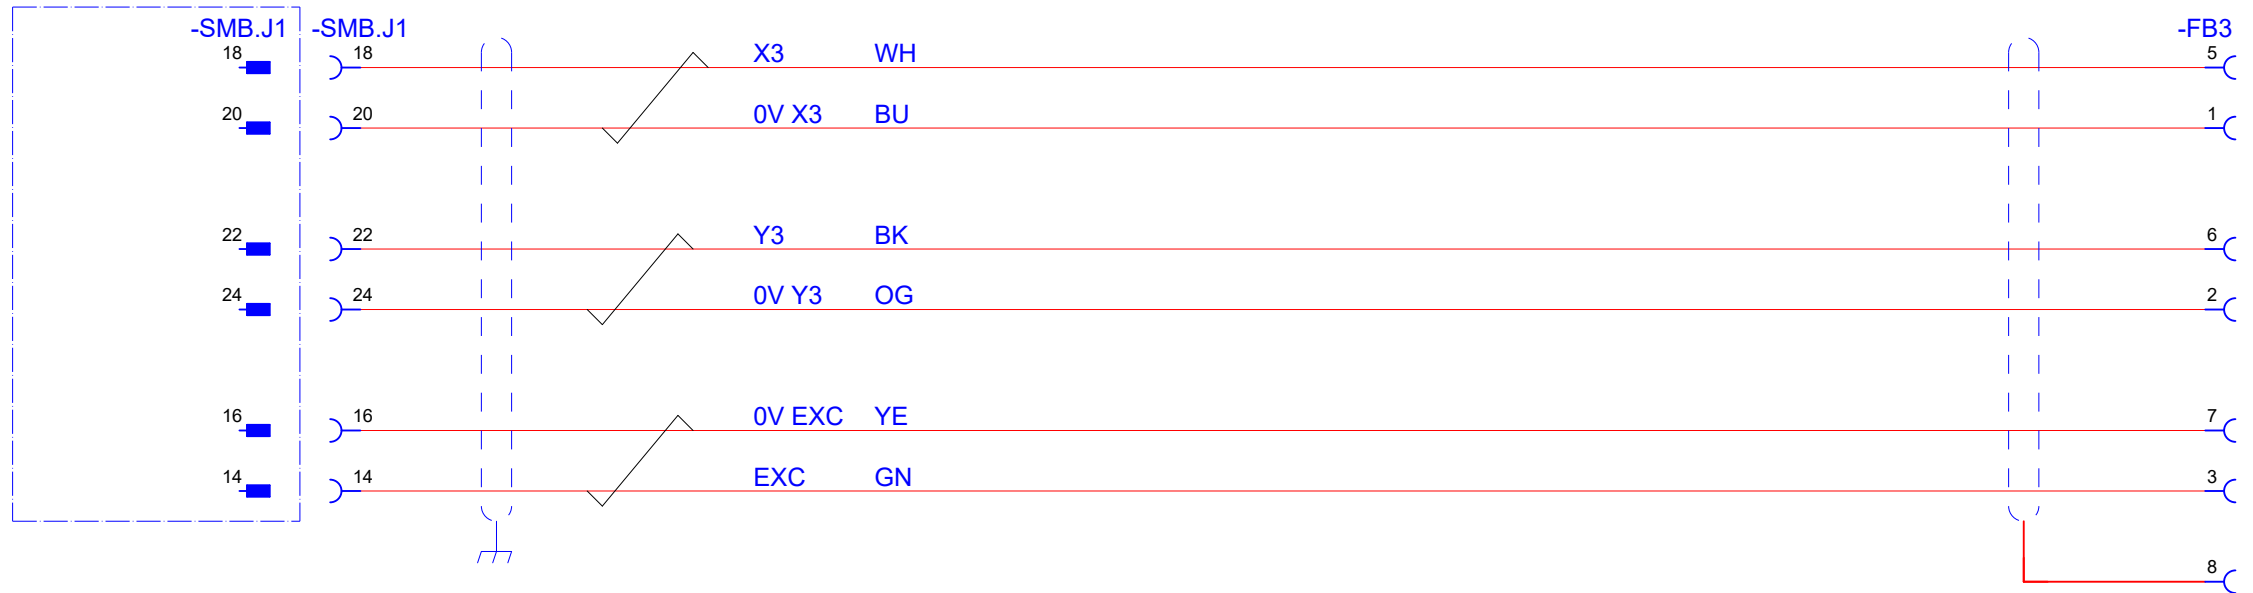 -SMB.J1 -SMB.J1 -FB3
18 18 X3 WH 5
20 20 0V X3 BU 1
22 22 Y3 BK 6
24 24 0V Y3 OG 2
16 16 0V EXC YE 7
14 14 EXC GN 3
8